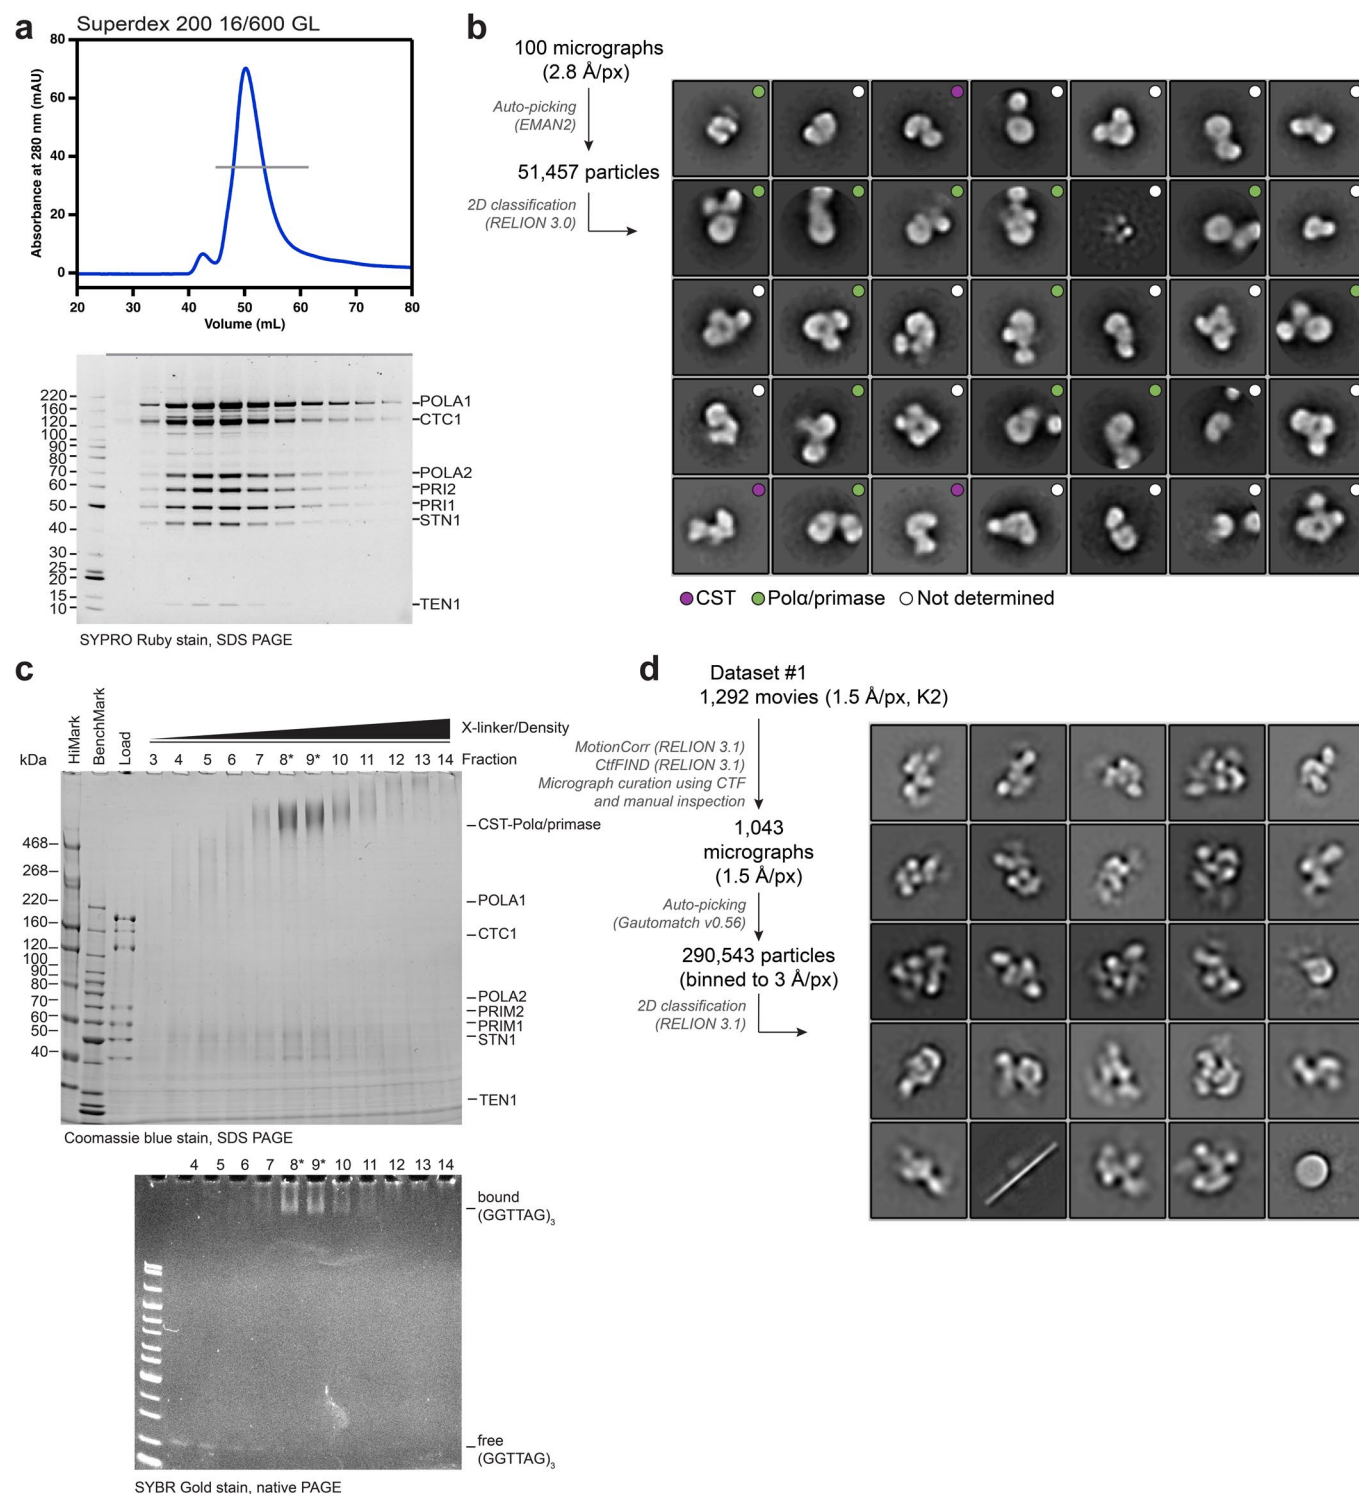 a
Superdex 200 16/600 GL
80
60
40
20
0
Absorbance at 280 nm (mAU)
20 30 40 50 60 70 80
Volume (mL)
220
160
120
100
90
80
70
60
50
40
30
25
20
15
10
POLA1
CTC1
POLA2
PRI2
PRI1
STN1
TEN1
SYPRO Ruby stain, SDS PAGE
b
100 micrographs
(2.8 Å/px)
Auto-picking
(EMAN2)
51,457 particles
2D classification
(RELION 3.0)
CST Polα/primase Not determined
c
HiMark
BenchMark
Load
X-linker/Density
kDa
3 4 5 6 7 8* 9* 10 11 12 13 14 Fraction
468
268
220
160
120
100
90
80
70
60
50
40
CST-Polα/primase
POLA1
CTC1
POLA2
PRIM2
PRIM1
STN1
TEN1
Coomassie blue stain, SDS PAGE
4 5 6 7 8* 9* 10 11 12 13 14
bound
(GGTTAG)₃
free
(GGTTAG)₃
SYBR Gold stain, native PAGE
d
Dataset #1
1,292 movies (1.5 Å/px, K2)
MotionCorr (RELION 3.1)
CtfFIND (RELION 3.1)
Micrograph curation using CTF
and manual inspection
1,043
micrographs
(1.5 Å/px)
Auto-picking
(Gautomatch v0.56)
290,543 particles
(binned to 3 Å/px)
2D classification
(RELION 3.1)